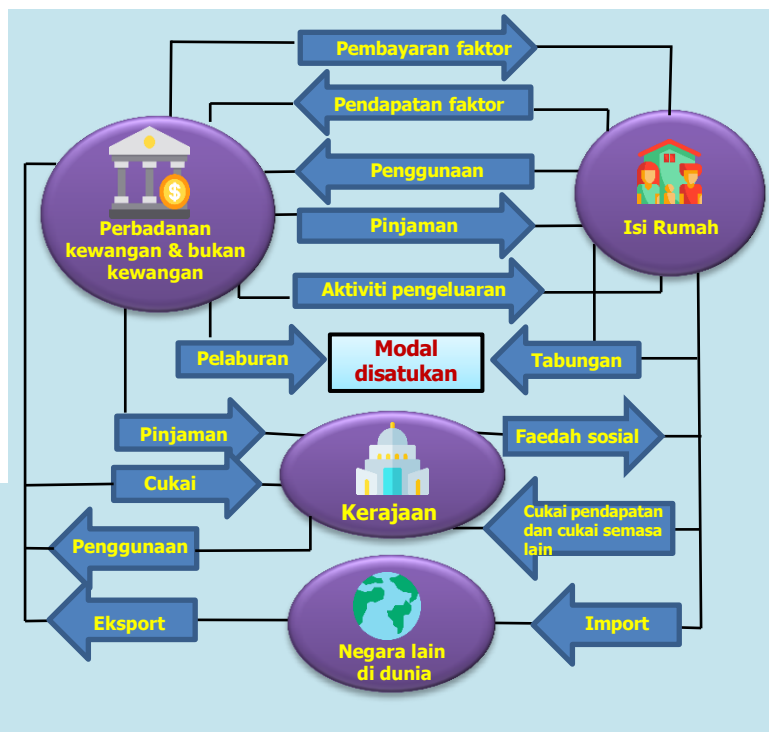 Pembayaran faktor
Pendapatan faktor
Penggunaan
Perbadanan
kewangan & bukan
kewangan
Pinjaman
Isi Rumah
Aktiviti pengeluaran
Pelaburan
Modal
disatukan
Tabungan
Pinjaman
Faedah sosial
Cukai
Kerajaan
Cukai pendapatan
dan cukai semasa
lain
Penggunaan
Eksport
Negara lain
di dunia
Import